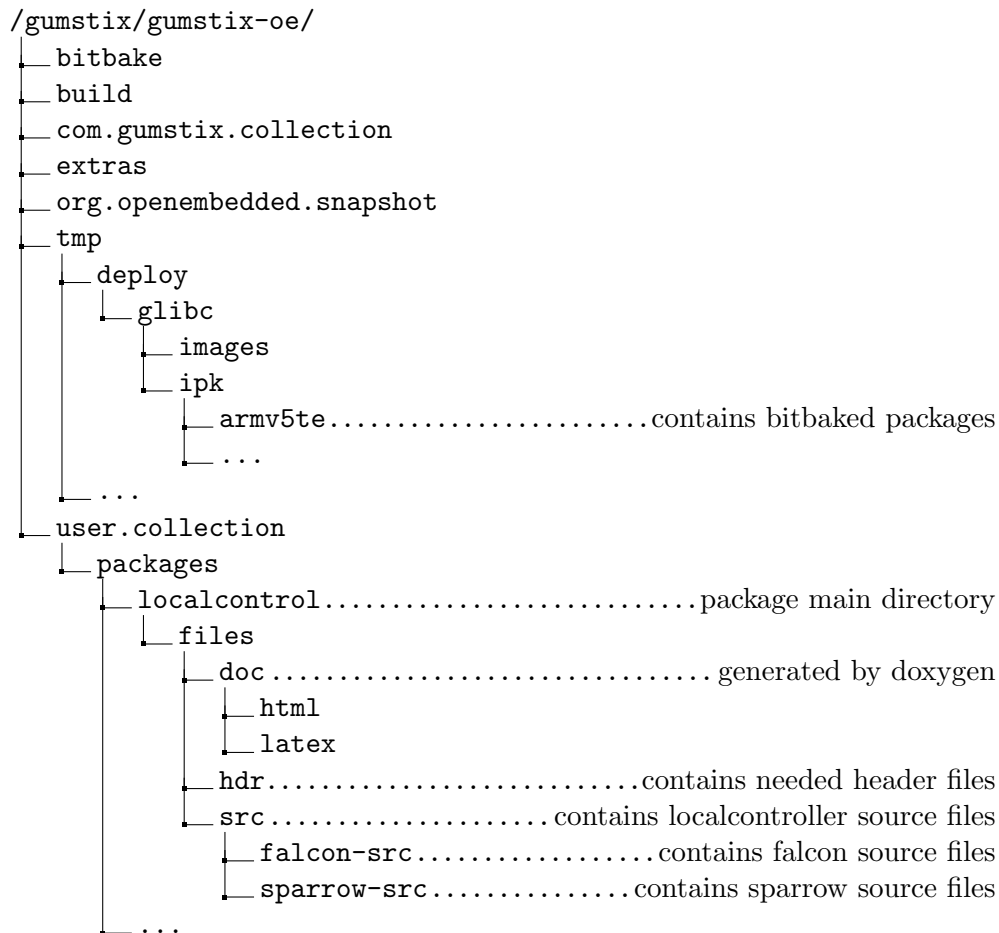 /gumstix/gumstix-oe/
bitbake
build
com.gumstix.collection
extras
org.openembedded.snapshot
tmp
deploy
glibc
images
ipk
armv5te........................contains bitbaked packages
...
...
user.collection
packages
localcontrol............................package main directory
files
doc.................................generated by doxygen
html
latex
hdr............................contains needed header files
src.....................contains localcontroller source files
falcon-src..................contains falcon source files
sparrow-src...............contains sparrow source files
...